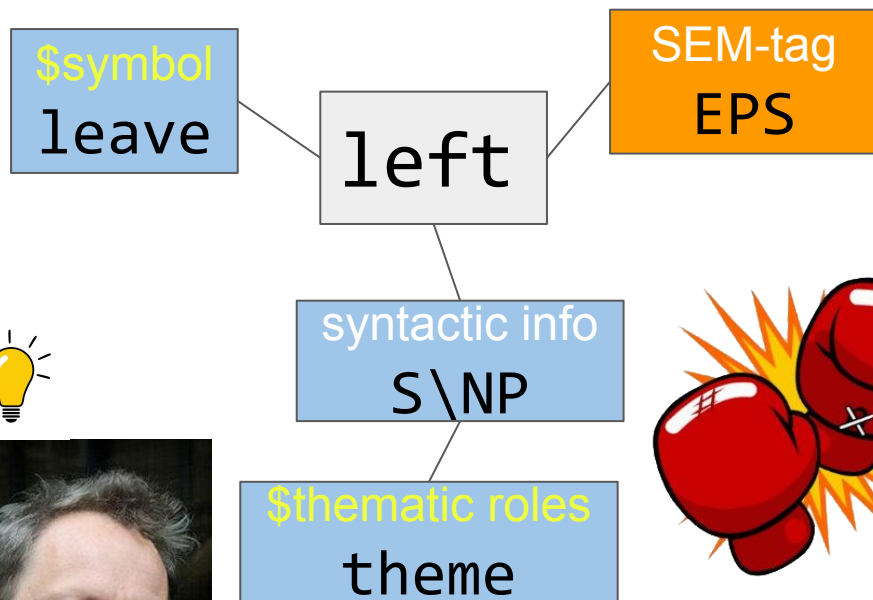 $symbol
leave
left
SEM-tag
EPS
syntactic info
S\NP
$thematic roles
theme